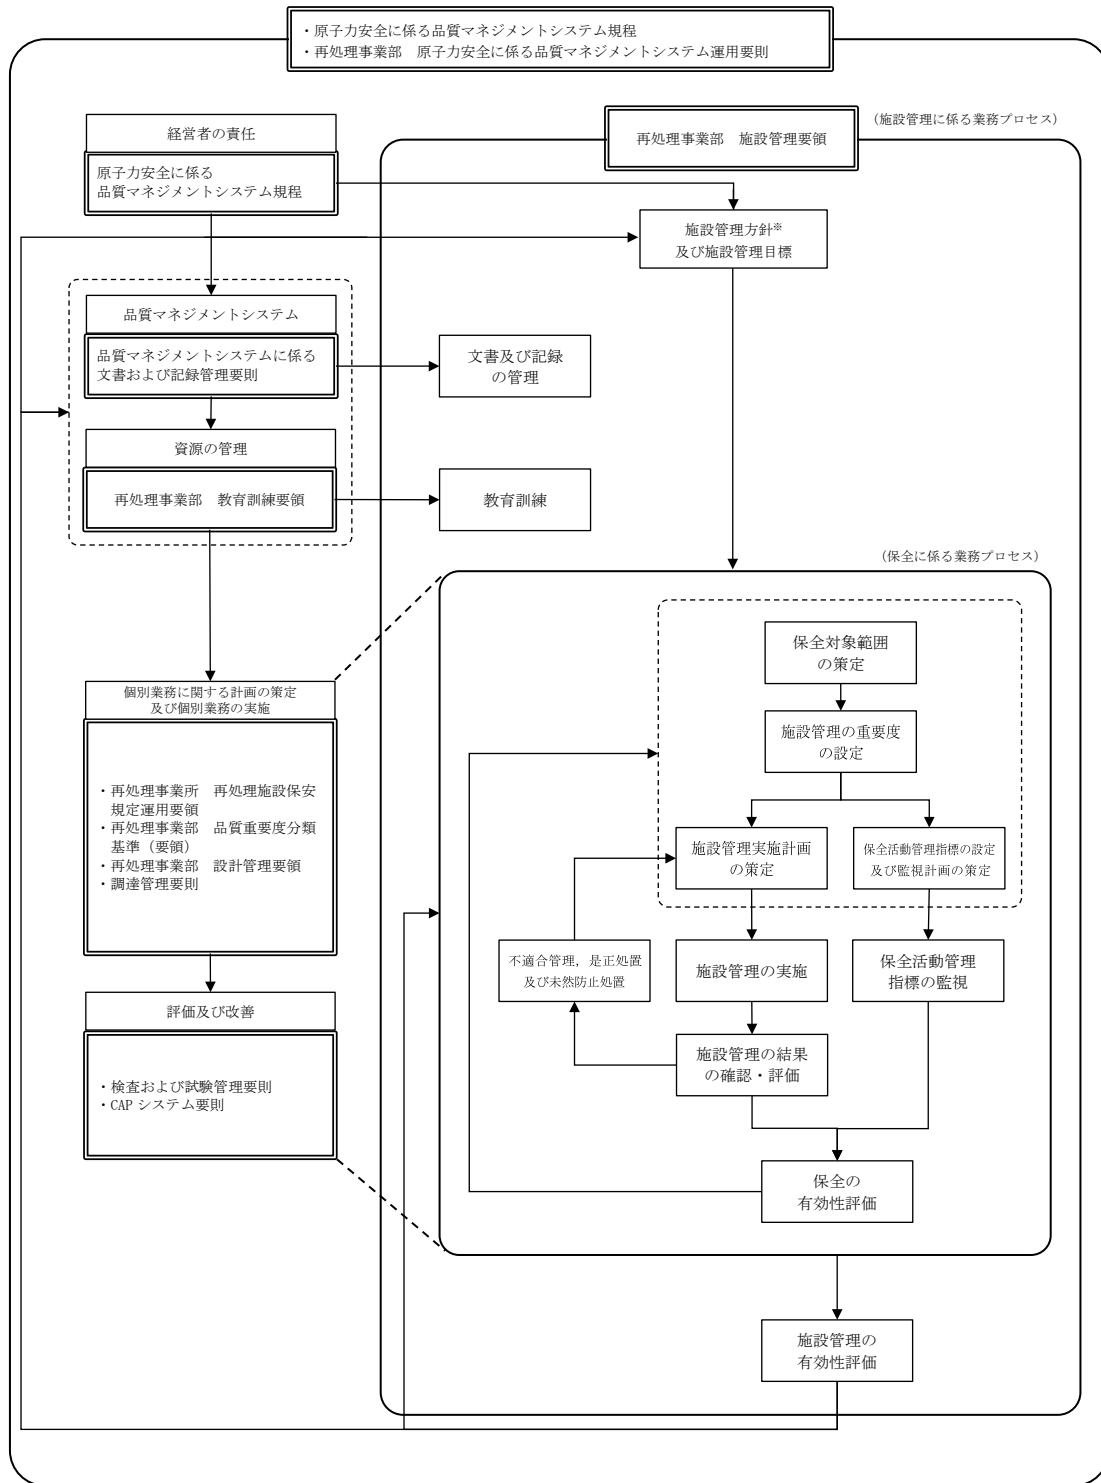 ・原子力安全に係る品質マネジメントシステム規程
・再処理事業部　原子力安全に係る品質マネジメントシステム運用要則
経営者の責任
原子力安全に係る
品質マネジメントシステム規程
再処理事業部　施設管理要領
（施設管理に係る業務プロセス）
施設管理方針※
及び施設管理目標
品質マネジメントシステム
品質マネジメントシステムに係る
文書および記録管理要則
文書及び記録
の管理
資源の管理
再処理事業部　教育訓練要領
教育訓練
（保全に係る業務プロセス）
保全対象範囲
の策定
個別業務に関する計画の策定
及び個別業務の実施
・再処理事業所　再処理施設保安
規定運用要領
・再処理事業部　品質重要度分類
基準（要領）
・再処理事業部　設計管理要領
・調達管理要則
施設管理の重要度
の設定
施設管理実施計画
の策定
保全活動管理指標の設定
及び監視計画の策定
不適合管理，是正処置
及び未然防止処置
施設管理の実施
保全活動管理
指標の監視
評価及び改善
・検査および試験管理要則
・CAP システム要則
施設管理の結果
の確認・評価
保全の
有効性評価
施設管理の
有効性評価